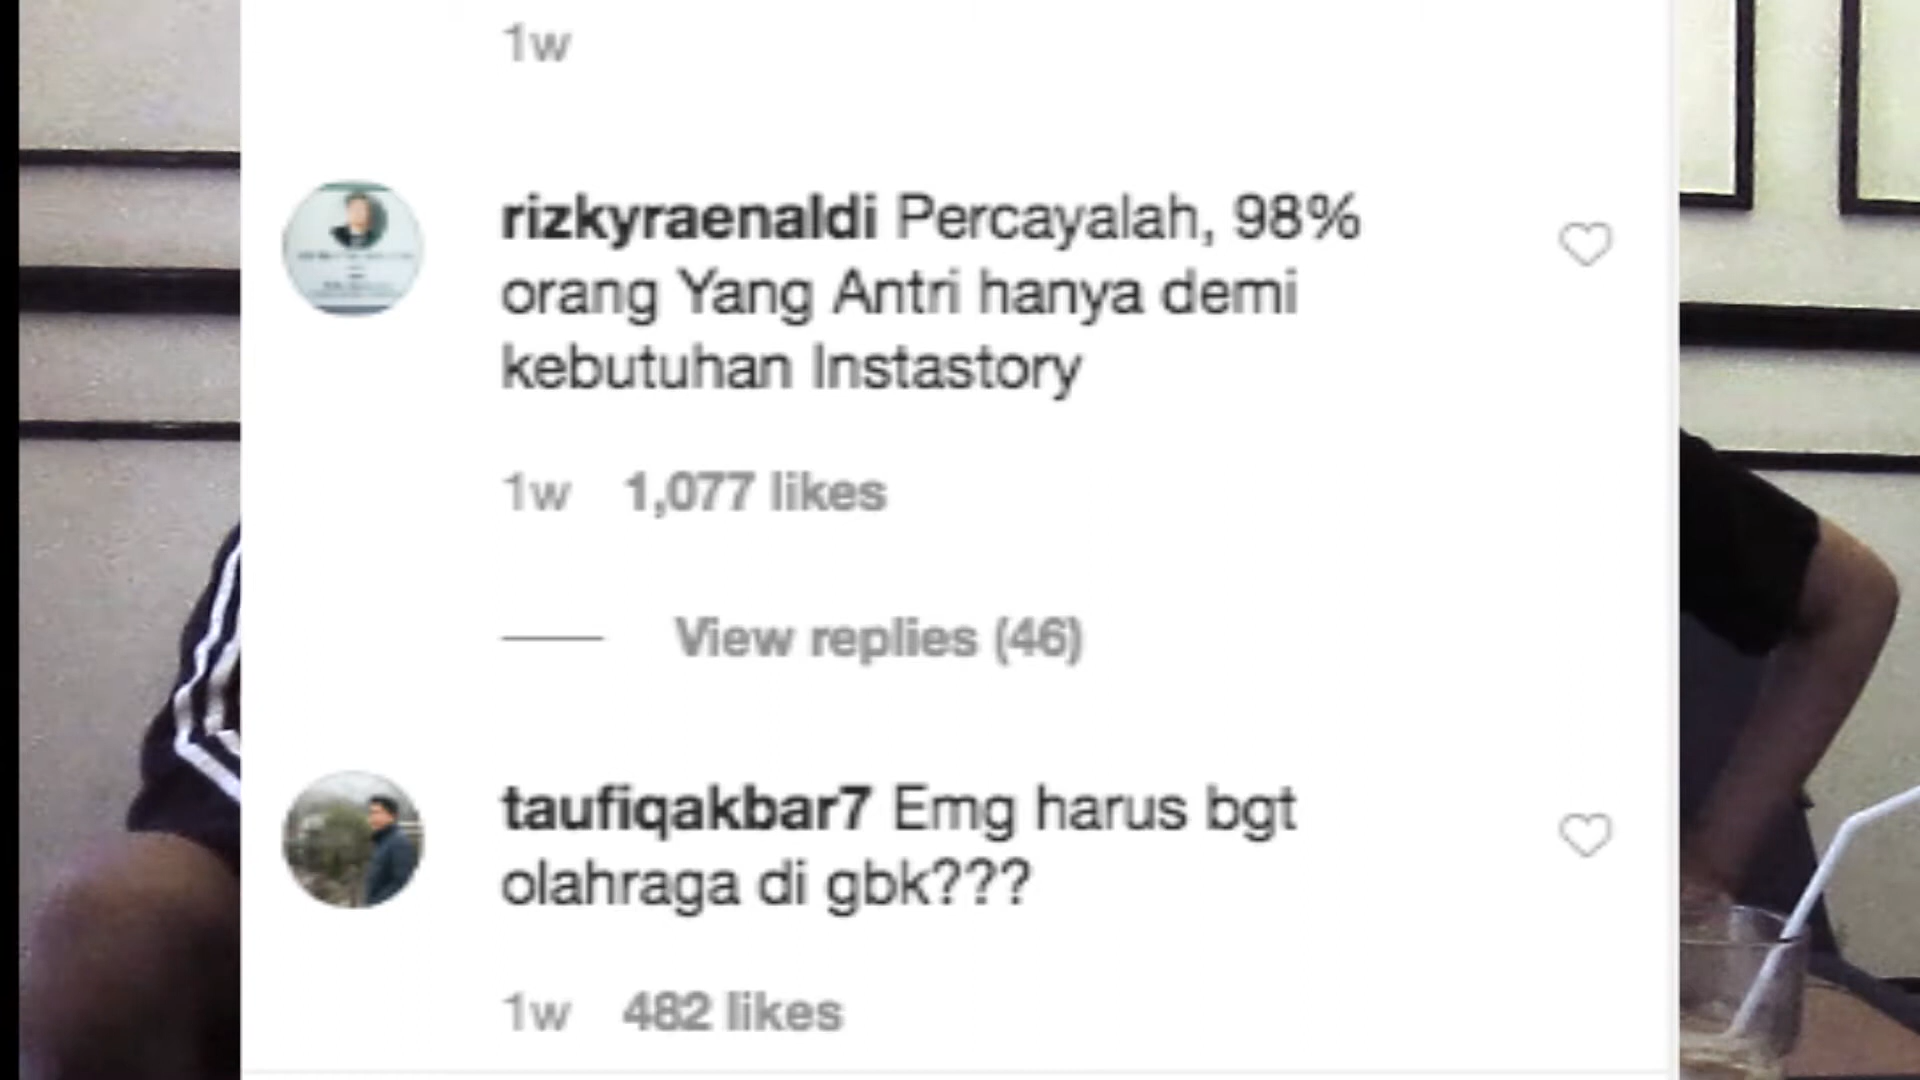 1w
rizkyraenaldi Percayalah, 98%
orang Yang Antri hanya demi
kebutuhan Instastory
1w 1,077 likes
View replies (46)
taufiqakbar7 Emg harus bgt
olahraga di gbk???
1w 482 likes